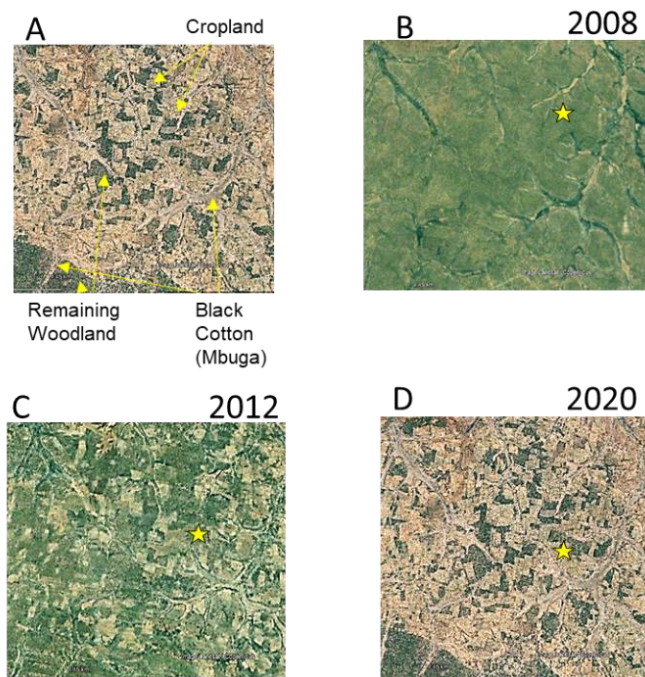 A
Cropland
B
2008
Remaining
Woodland
Black
Cotton
(Mbuga)
C
2012
D
2020